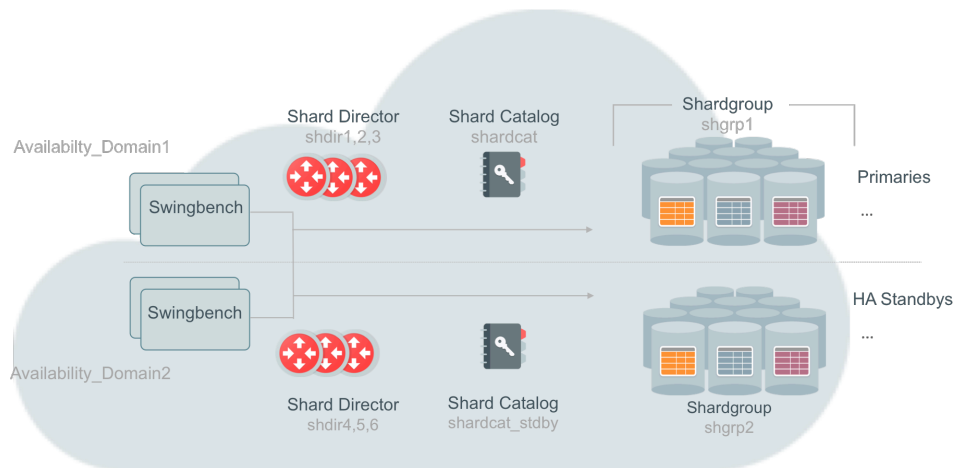 Shard Director
shdir1,2,3
Shard Catalog
shardcat
Shardgroup
shgrp1
Availabilty_Domain1
Primaries
...
Swingbench
Swingbench
HA Standbys
...
Availability_Domain2
Shard Director
shdir4,5,6
Shard Catalog
shardcat_stdby
Shardgroup
shgrp2